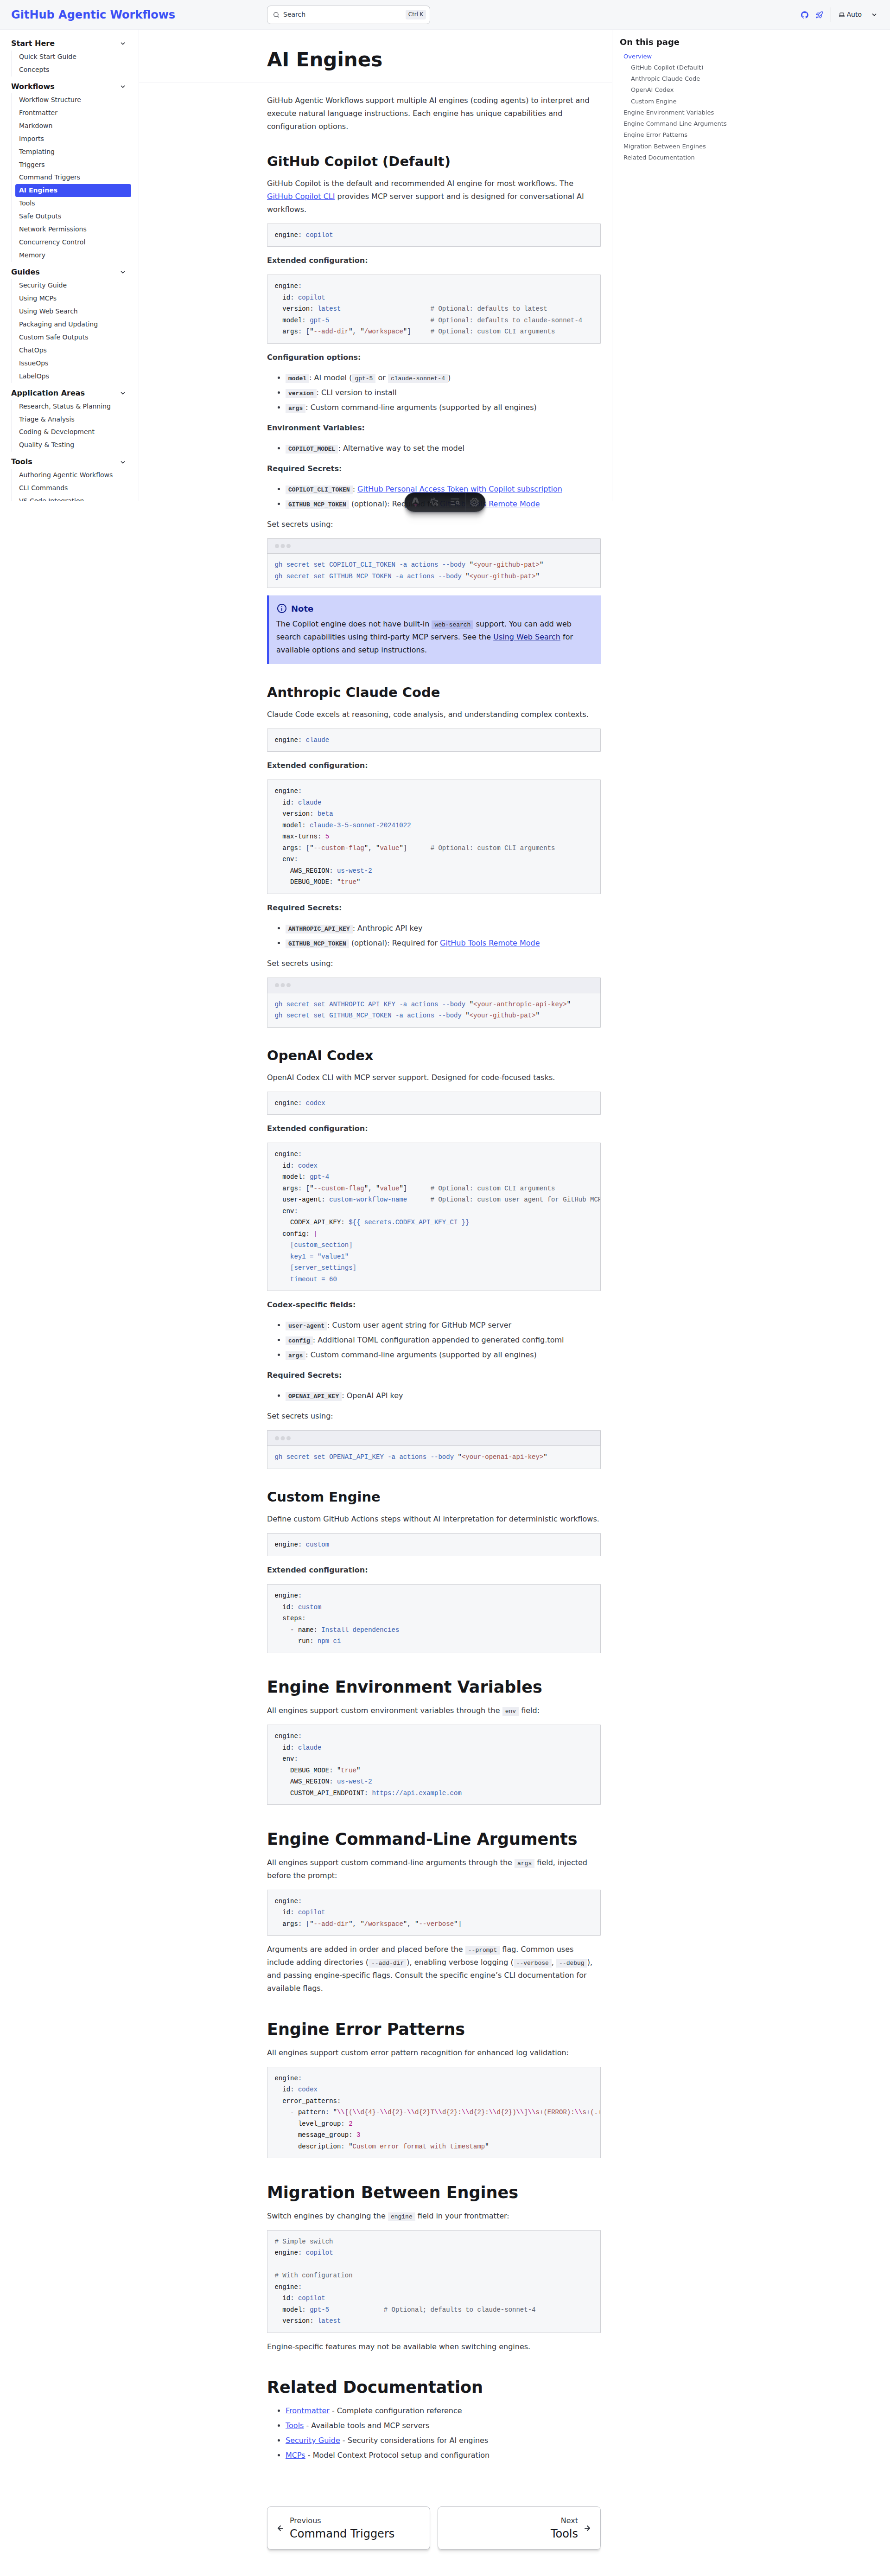 GitHub Agentic Workflows
Search
Ctrl K
Auto
Start Here
Quick Start Guide
Concepts
Workflows
Workflow Structure
Frontmatter
Markdown
Imports
Templating
Triggers
Command Triggers
AI Engines
Tools
Safe Outputs
Network Permissions
Concurrency Control
Memory
Guides
Security Guide
Using MCPs
Using Web Search
Packaging and Updating
Custom Safe Outputs
ChatOps
IssueOps
LabelOps
Application Areas
Research, Status & Planning
Triage & Analysis
Coding & Development
Quality & Testing
Tools
Authoring Agentic Workflows
CLI Commands
VS Code Integration
On this page
Overview
GitHub Copilot (Default)
Anthropic Claude Code
OpenAI Codex
Custom Engine
Engine Environment Variables
Engine Command-Line Arguments
Engine Error Patterns
Migration Between Engines
Related Documentation
AI Engines
GitHub Agentic Workflows support multiple AI engines (coding agents) to interpret and
execute natural language instructions. Each engine has unique capabilities and
configuration options.
GitHub Copilot (Default)
GitHub Copilot is the default and recommended AI engine for most workflows. The
GitHub Copilot CLI provides MCP server support and is designed for conversational AI
workflows.
engine: copilot
Extended configuration:
engine:
  id: copilot
  version: latest                       # Optional: defaults to latest
  model: gpt-5                          # Optional: defaults to claude-sonnet-4
  args: ["--add-dir", "/workspace"]     # Optional: custom CLI arguments
Configuration options:
• model: AI model (gpt-5 or claude-sonnet-4)
• version: CLI version to install
• args: Custom command-line arguments (supported by all engines)
Environment Variables:
• COPILOT_MODEL: Alternative way to set the model
Required Secrets:
• COPILOT_CLI_TOKEN: GitHub Personal Access Token with Copilot subscription
• GITHUB_MCP_TOKEN (optional): Remote Mode
Set secrets using:
gh secret set COPILOT_CLI_TOKEN -a actions --body "<your-github-pat>"
gh secret set GITHUB_MCP_TOKEN -a actions --body "<your-github-pat>"
Note
The Copilot engine does not have built-in web-search support. You can add web
search capabilities using third-party MCP servers. See the Using Web Search for
available options and setup instructions.
Anthropic Claude Code
Claude Code excels at reasoning, code analysis, and understanding complex contexts.
engine: claude
Extended configuration:
engine:
  id: claude
  version: beta
  model: claude-3-5-sonnet-20241022
  max-turns: 5
  args: ["--custom-flag", "value"]      # Optional: custom CLI arguments
  env:
    AWS_REGION: us-west-2
    DEBUG_MODE: "true"
Required Secrets:
• ANTHROPIC_API_KEY: Anthropic API key
• GITHUB_MCP_TOKEN (optional): Required for GitHub Tools Remote Mode
Set secrets using:
gh secret set ANTHROPIC_API_KEY -a actions --body "<your-anthropic-api-key>"
gh secret set GITHUB_MCP_TOKEN -a actions --body "<your-github-pat>"
OpenAI Codex
OpenAI Codex CLI with MCP server support. Designed for code-focused tasks.
engine: codex
Extended configuration:
engine:
  id: codex
  model: gpt-4
  args: ["--custom-flag", "value"]      # Optional: custom CLI arguments
  user-agent: custom-workflow-name      # Optional: custom user agent for GitHub MCP
  env:
    CODEX_API_KEY: ${{ secrets.CODEX_API_KEY_CI }}
  config: |
    [custom_section]
    key1 = "value1"
    [server_settings]
    timeout = 60
Codex-specific fields:
• user-agent: Custom user agent string for GitHub MCP server
• config: Additional TOML configuration appended to generated config.toml
• args: Custom command-line arguments (supported by all engines)
Required Secrets:
• OPENAI_API_KEY: OpenAI API key
Set secrets using:
gh secret set OPENAI_API_KEY -a actions --body "<your-openai-api-key>"
Custom Engine
Define custom GitHub Actions steps without AI interpretation for deterministic workflows.
engine: custom
Extended configuration:
engine:
  id: custom
  steps:
    - name: Install dependencies
      run: npm ci
Engine Environment Variables
All engines support custom environment variables through the env field:
engine:
  id: claude
  env:
    DEBUG_MODE: "true"
    AWS_REGION: us-west-2
    CUSTOM_API_ENDPOINT: https://api.example.com
Engine Command-Line Arguments
All engines support custom command-line arguments through the args field, injected
before the prompt:
engine:
  id: copilot
  args: ["--add-dir", "/workspace", "--verbose"]
Arguments are added in order and placed before the --prompt flag. Common uses
include adding directories (--add-dir), enabling verbose logging (--verbose, --debug),
and passing engine-specific flags. Consult the specific engine's CLI documentation for
available flags.
Engine Error Patterns
All engines support custom error pattern recognition for enhanced log validation:
engine:
  id: codex
  error_patterns:
    - pattern: "\\[(\\d{4}-\\d{2}-\\d{2}T\\d{2}:\\d{2}:\\d{2})\\]\\s+(ERROR):\\s+(.+
      level_group: 2
      message_group: 3
      description: "Custom error format with timestamp"
Migration Between Engines
Switch engines by changing the engine field in your frontmatter:
# Simple switch
engine: copilot
# With configuration
engine:
  id: copilot
  model: gpt-5              # Optional; defaults to claude-sonnet-4
  version: latest
Engine-specific features may not be available when switching engines.
Related Documentation
• Frontmatter - Complete configuration reference
• Tools - Available tools and MCP servers
• Security Guide - Security considerations for AI engines
• MCPs - Model Context Protocol setup and configuration
Previous
Command Triggers
Next
Tools